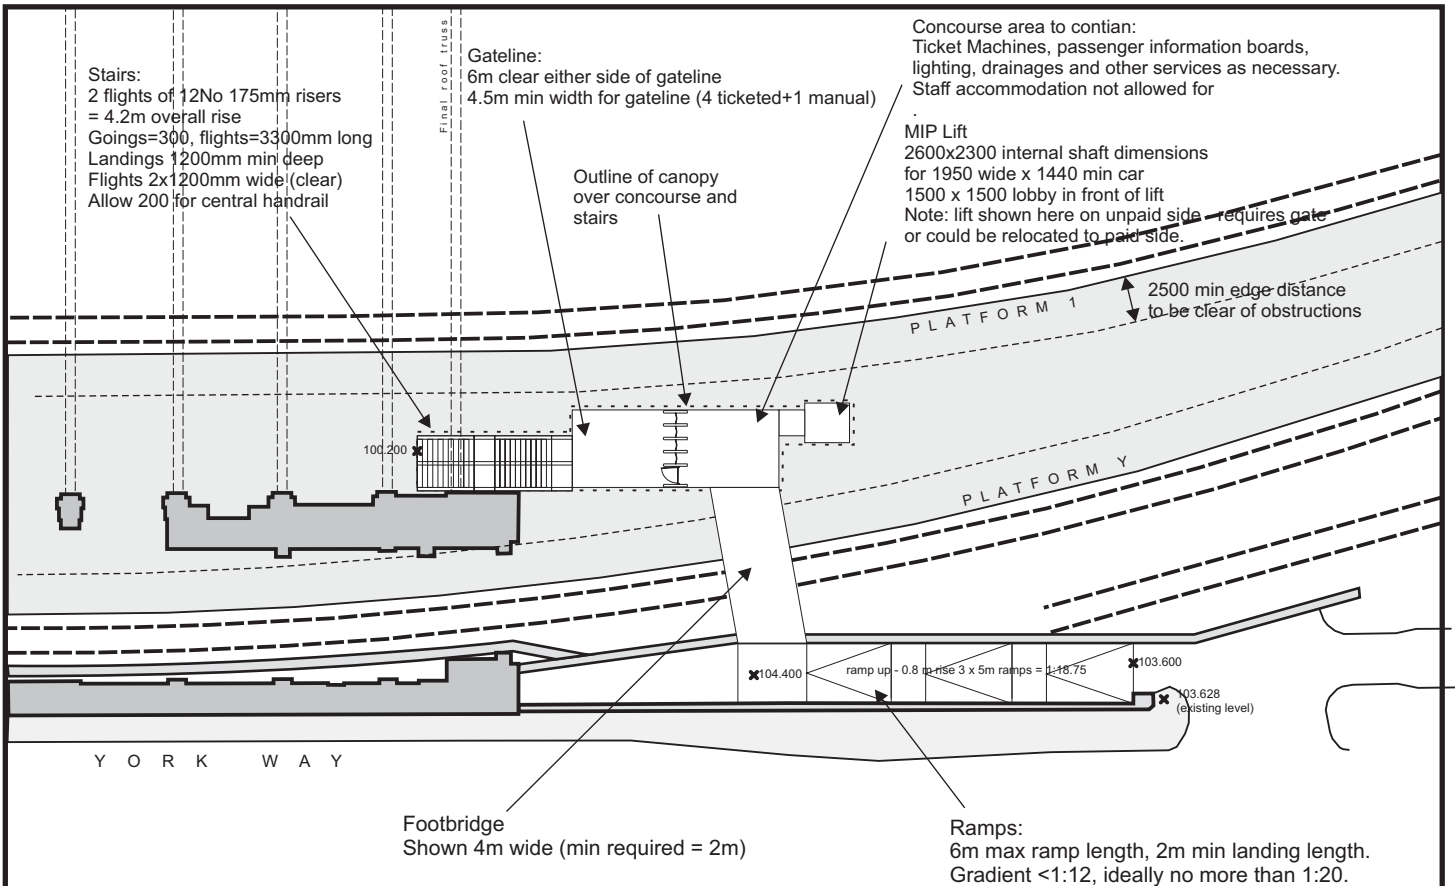 Concourse area to contian:
Ticket Machines, passenger information boards,
lighting, drainages and other services as necessary.
Staff accommodation not allowed for
.
Final roof truss
Gateline:
6m clear either side of gateline
4.5m min width for gateline (4 ticketed+1 manual)
Stairs:
2 flights of 12No 175mm risers
= 4.2m overall rise
Goings=300, flights=3300mm long
Landings 1200mm min deep
Flights 2x1200mm wide (clear)
Allow 200 for central handrail
MIP Lift
2600x2300 internal shaft dimensions
for 1950 wide x 1440 min car
1500 x 1500 lobby in front of lift
Note: lift shown here on unpaid side - requires gate
or could be relocated to paid side.
Outline of canopy
over concourse and
stairs
2500 min edge distance
to be clear of obstructions
PLATFORM 1
100.200
PLATFORM Y
104.400
ramp up - 0.8 m rise 3 x 5m ramps = 1:18.75
103.600
103.628
(existing level)
YORK WAY
Footbridge
Shown 4m wide (min required = 2m)
Ramps:
6m max ramp length, 2m min landing length.
Gradient <1:12, ideally no more than 1:20.